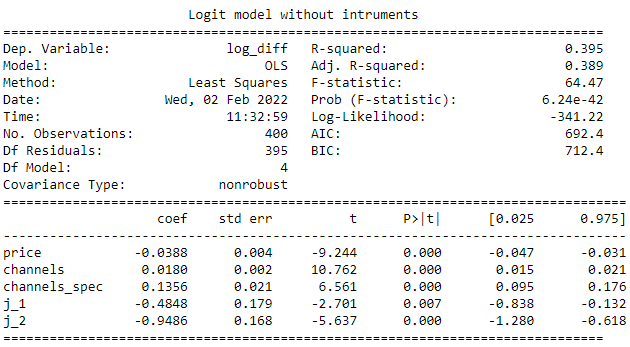 Logit model without intruments
==============================================================================
Dep. Variable: log_diff R-squared: 0.395
Model: OLS Adj. R-squared: 0.389
Method: Least Squares F-statistic: 64.47
Date: Wed, 02 Feb 2022 Prob (F-statistic): 6.24e-42
Time: 11:32:59 Log-Likelihood: -341.22
No. Observations: 400 AIC: 692.4
Df Residuals: 395 BIC: 712.4
Df Model: 4
Covariance Type: nonrobust
=================================================================================
coef std err t P>|t| [0.025 0.975]
---------------------------------------------------------------------------------
price -0.0388 0.004 -9.244 0.000 -0.047 -0.031
channels 0.0180 0.002 10.762 0.000 0.015 0.021
channels_spec 0.1356 0.021 6.561 0.000 0.095 0.176
j_1 -0.4848 0.179 -2.701 0.007 -0.838 -0.132
j_2 -0.9486 0.168 -5.637 0.000 -1.280 -0.618
==============================================================================